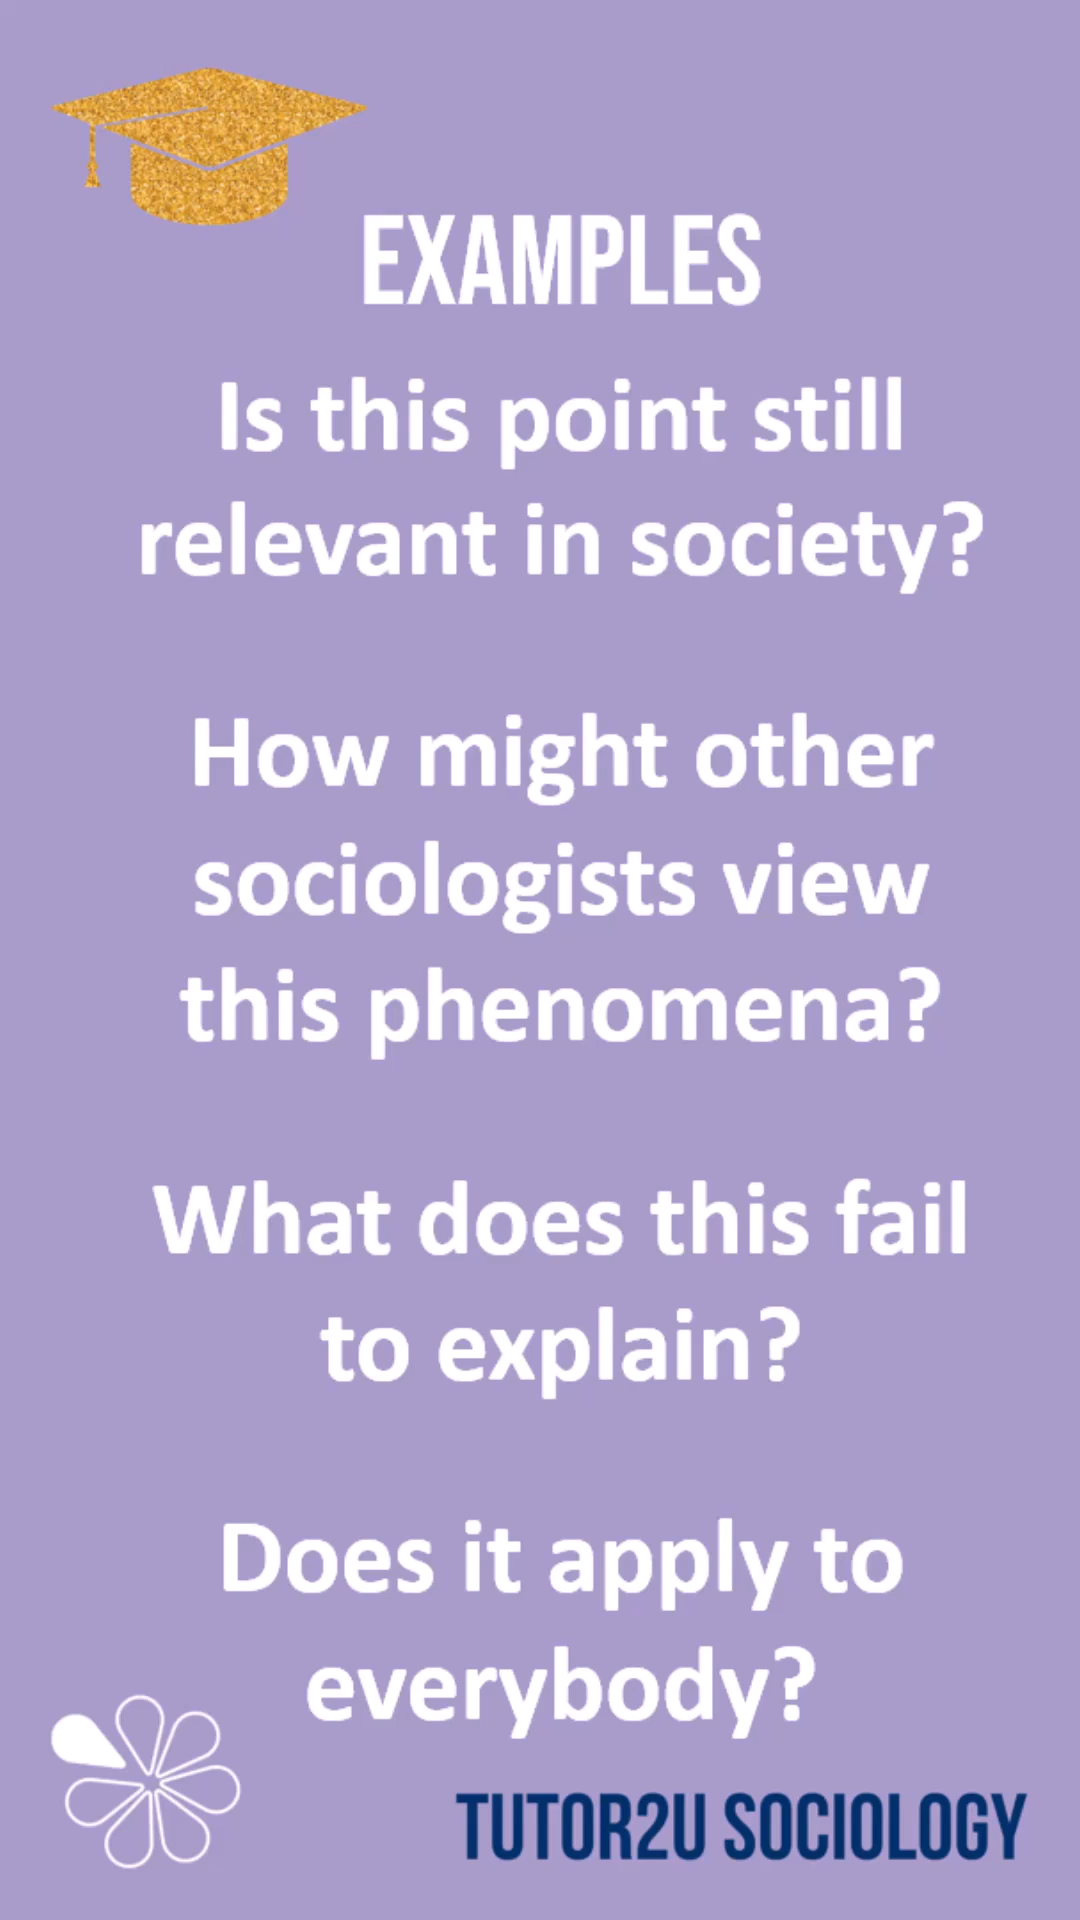 EXAMPLES
Is this point still
relevant in society?
How might other
sociologists view
this phenomena?
What does this fail
to explain?
Does it apply to
everybody?
TUTOR2U SOCIOLOGY